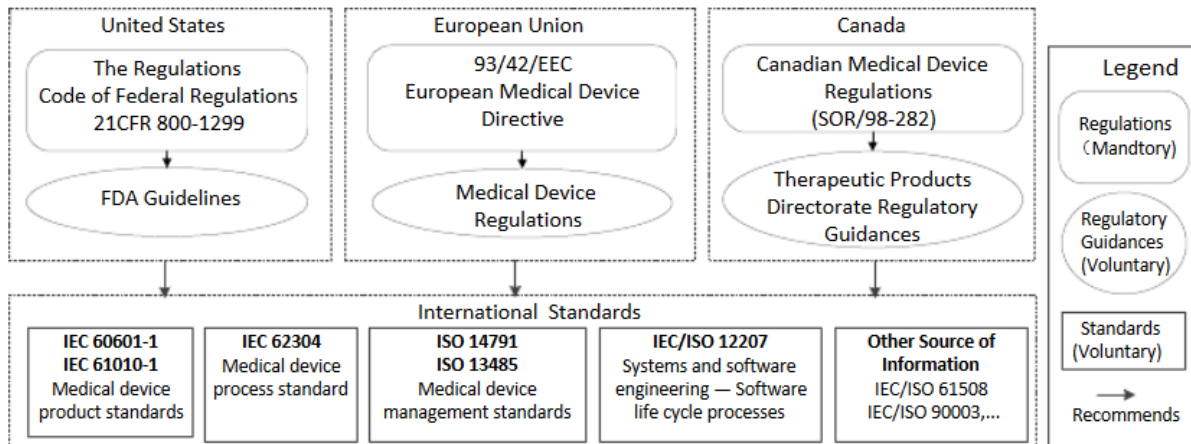 United States
The Regulations
Code of Federal Regulations
21CFR 800-1299
FDA Guidelines
European Union
93/42/EEC
European Medical Device
Directive
Medical Device
Regulations
Canada
Canadian Medical Device
Regulations
(SOR/98-282)
Therapeutic Products
Directorate Regulatory
Guidances
International Standards
IEC 60601-1
IEC 61010-1
Medical device
product standards
IEC 62304
Medical device
process standard
ISO 14791
ISO 13485
Medical device
management standards
IEC/ISO 12207
Systems and software
engineering — Software
life cycle processes
Other Source of
Information
IEC/ISO 61508
IEC/ISO 90003,...
Legend
Regulations
（Mandtory)
Regulatory
Guidances
(Voluntary)
Standards
(Voluntary)
Recommends